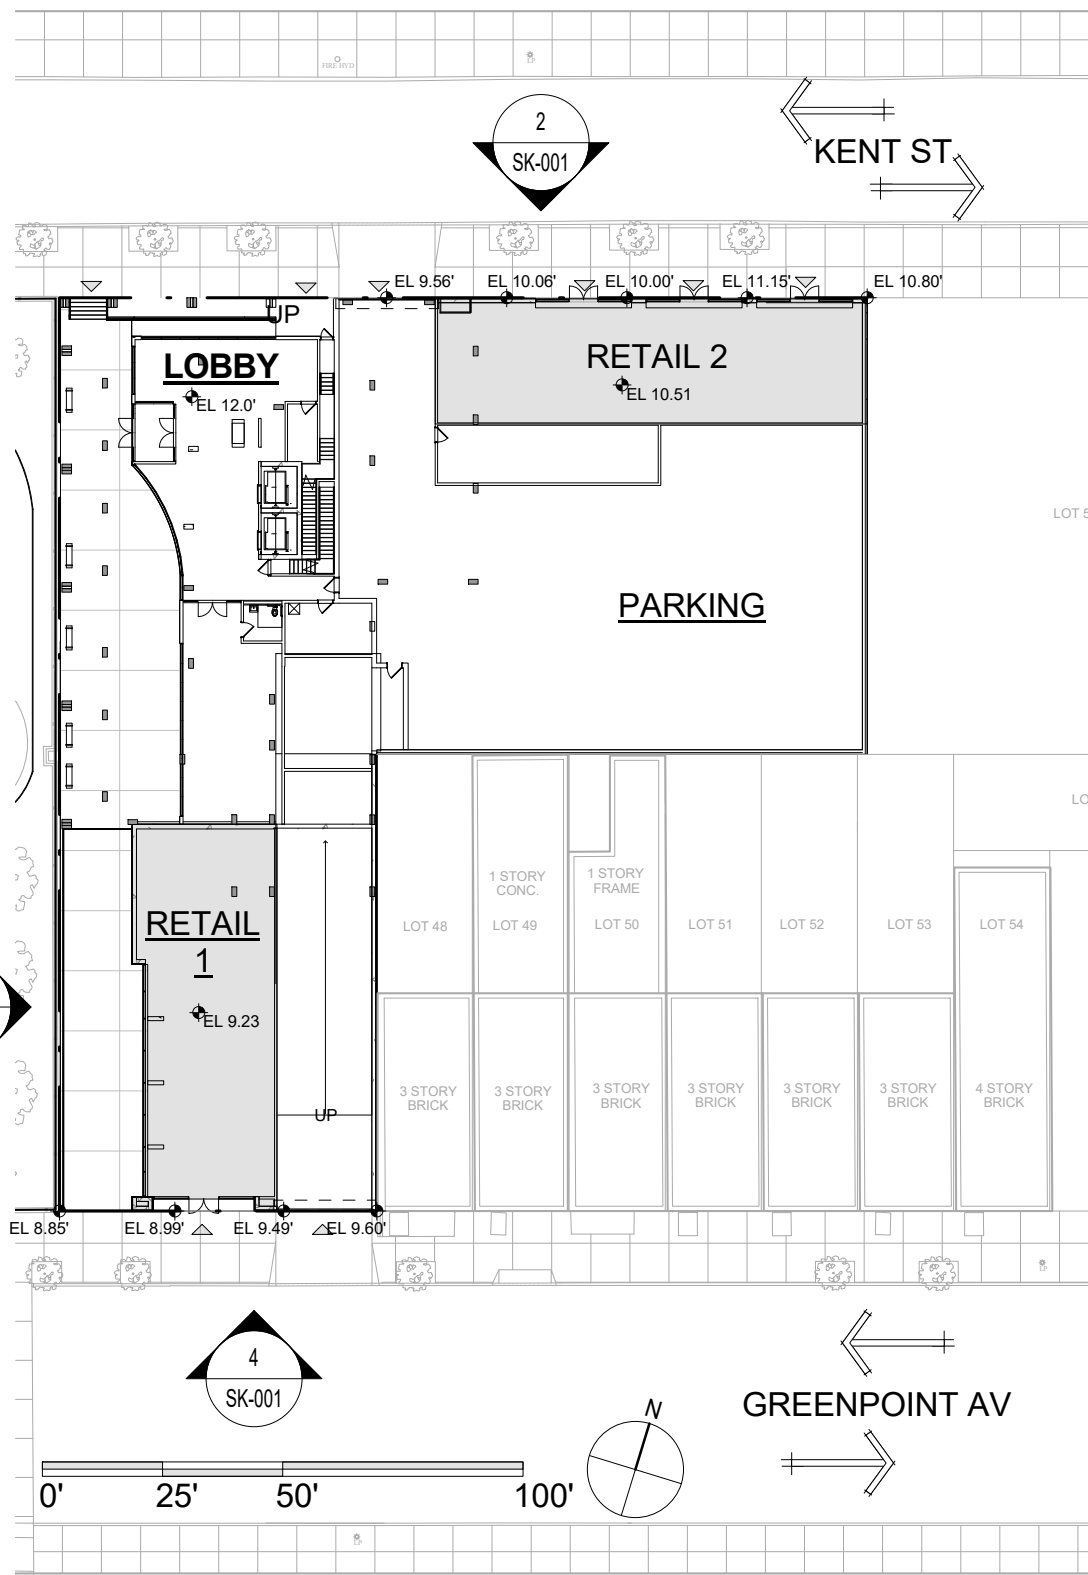 FIRE HYD
LP
2
SK-001
KENT ST
EL 9.56'
EL 10.06'
EL 10.00'
EL 11.15'
EL 10.80'
UP
LOBBY
EL 12.0'
RETAIL 2
EL 10.51
LOT 5
PARKING
LO
1 STORY
CONC.
1 STORY
FRAME
LOT 48
LOT 49
LOT 50
LOT 51
LOT 52
LOT 53
LOT 54
RETAIL
1
EL 9.23
3 STORY
BRICK
3 STORY
BRICK
3 STORY
BRICK
3 STORY
BRICK
3 STORY
BRICK
3 STORY
BRICK
4 STORY
BRICK
UP
EL 8.85'
EL 8.99'
EL 9.49'
EL 9.60'
4
SK-001
GREENPOINT AV
N
0'
25'
50'
100'